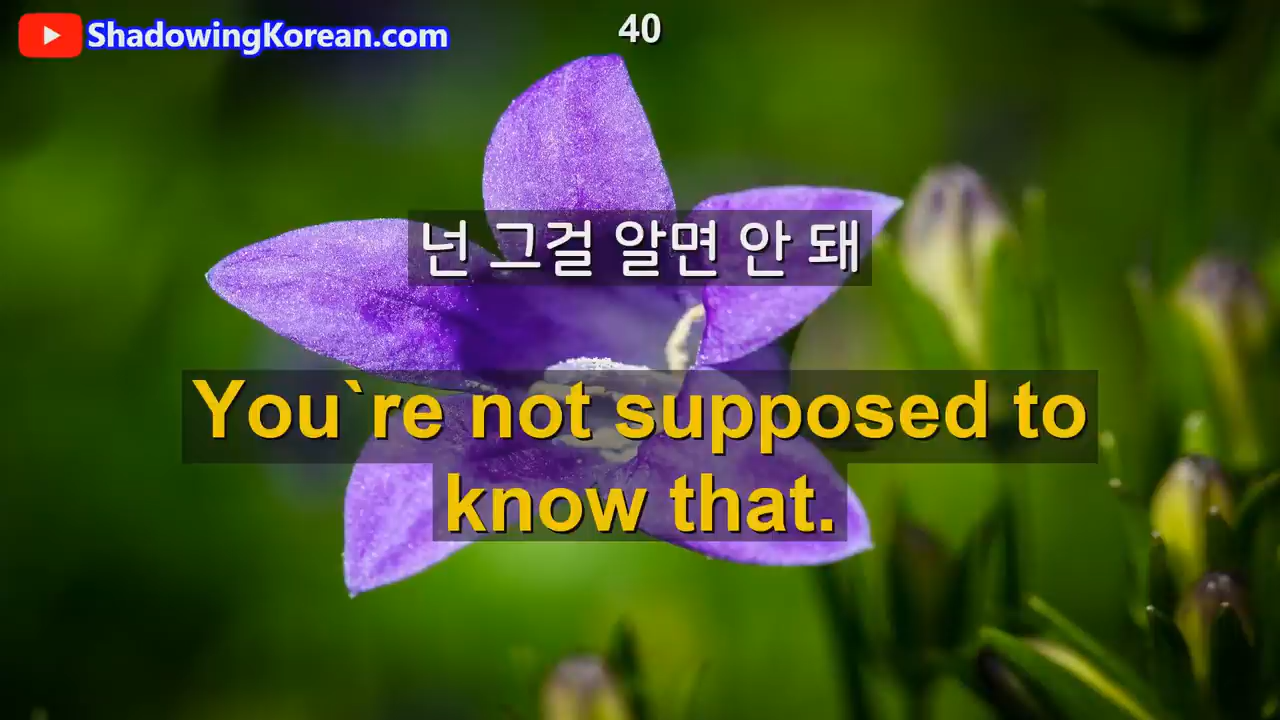 ShadowingKorean.com
40
넌 그걸 알면 안 돼
You`re not supposed to
know that.